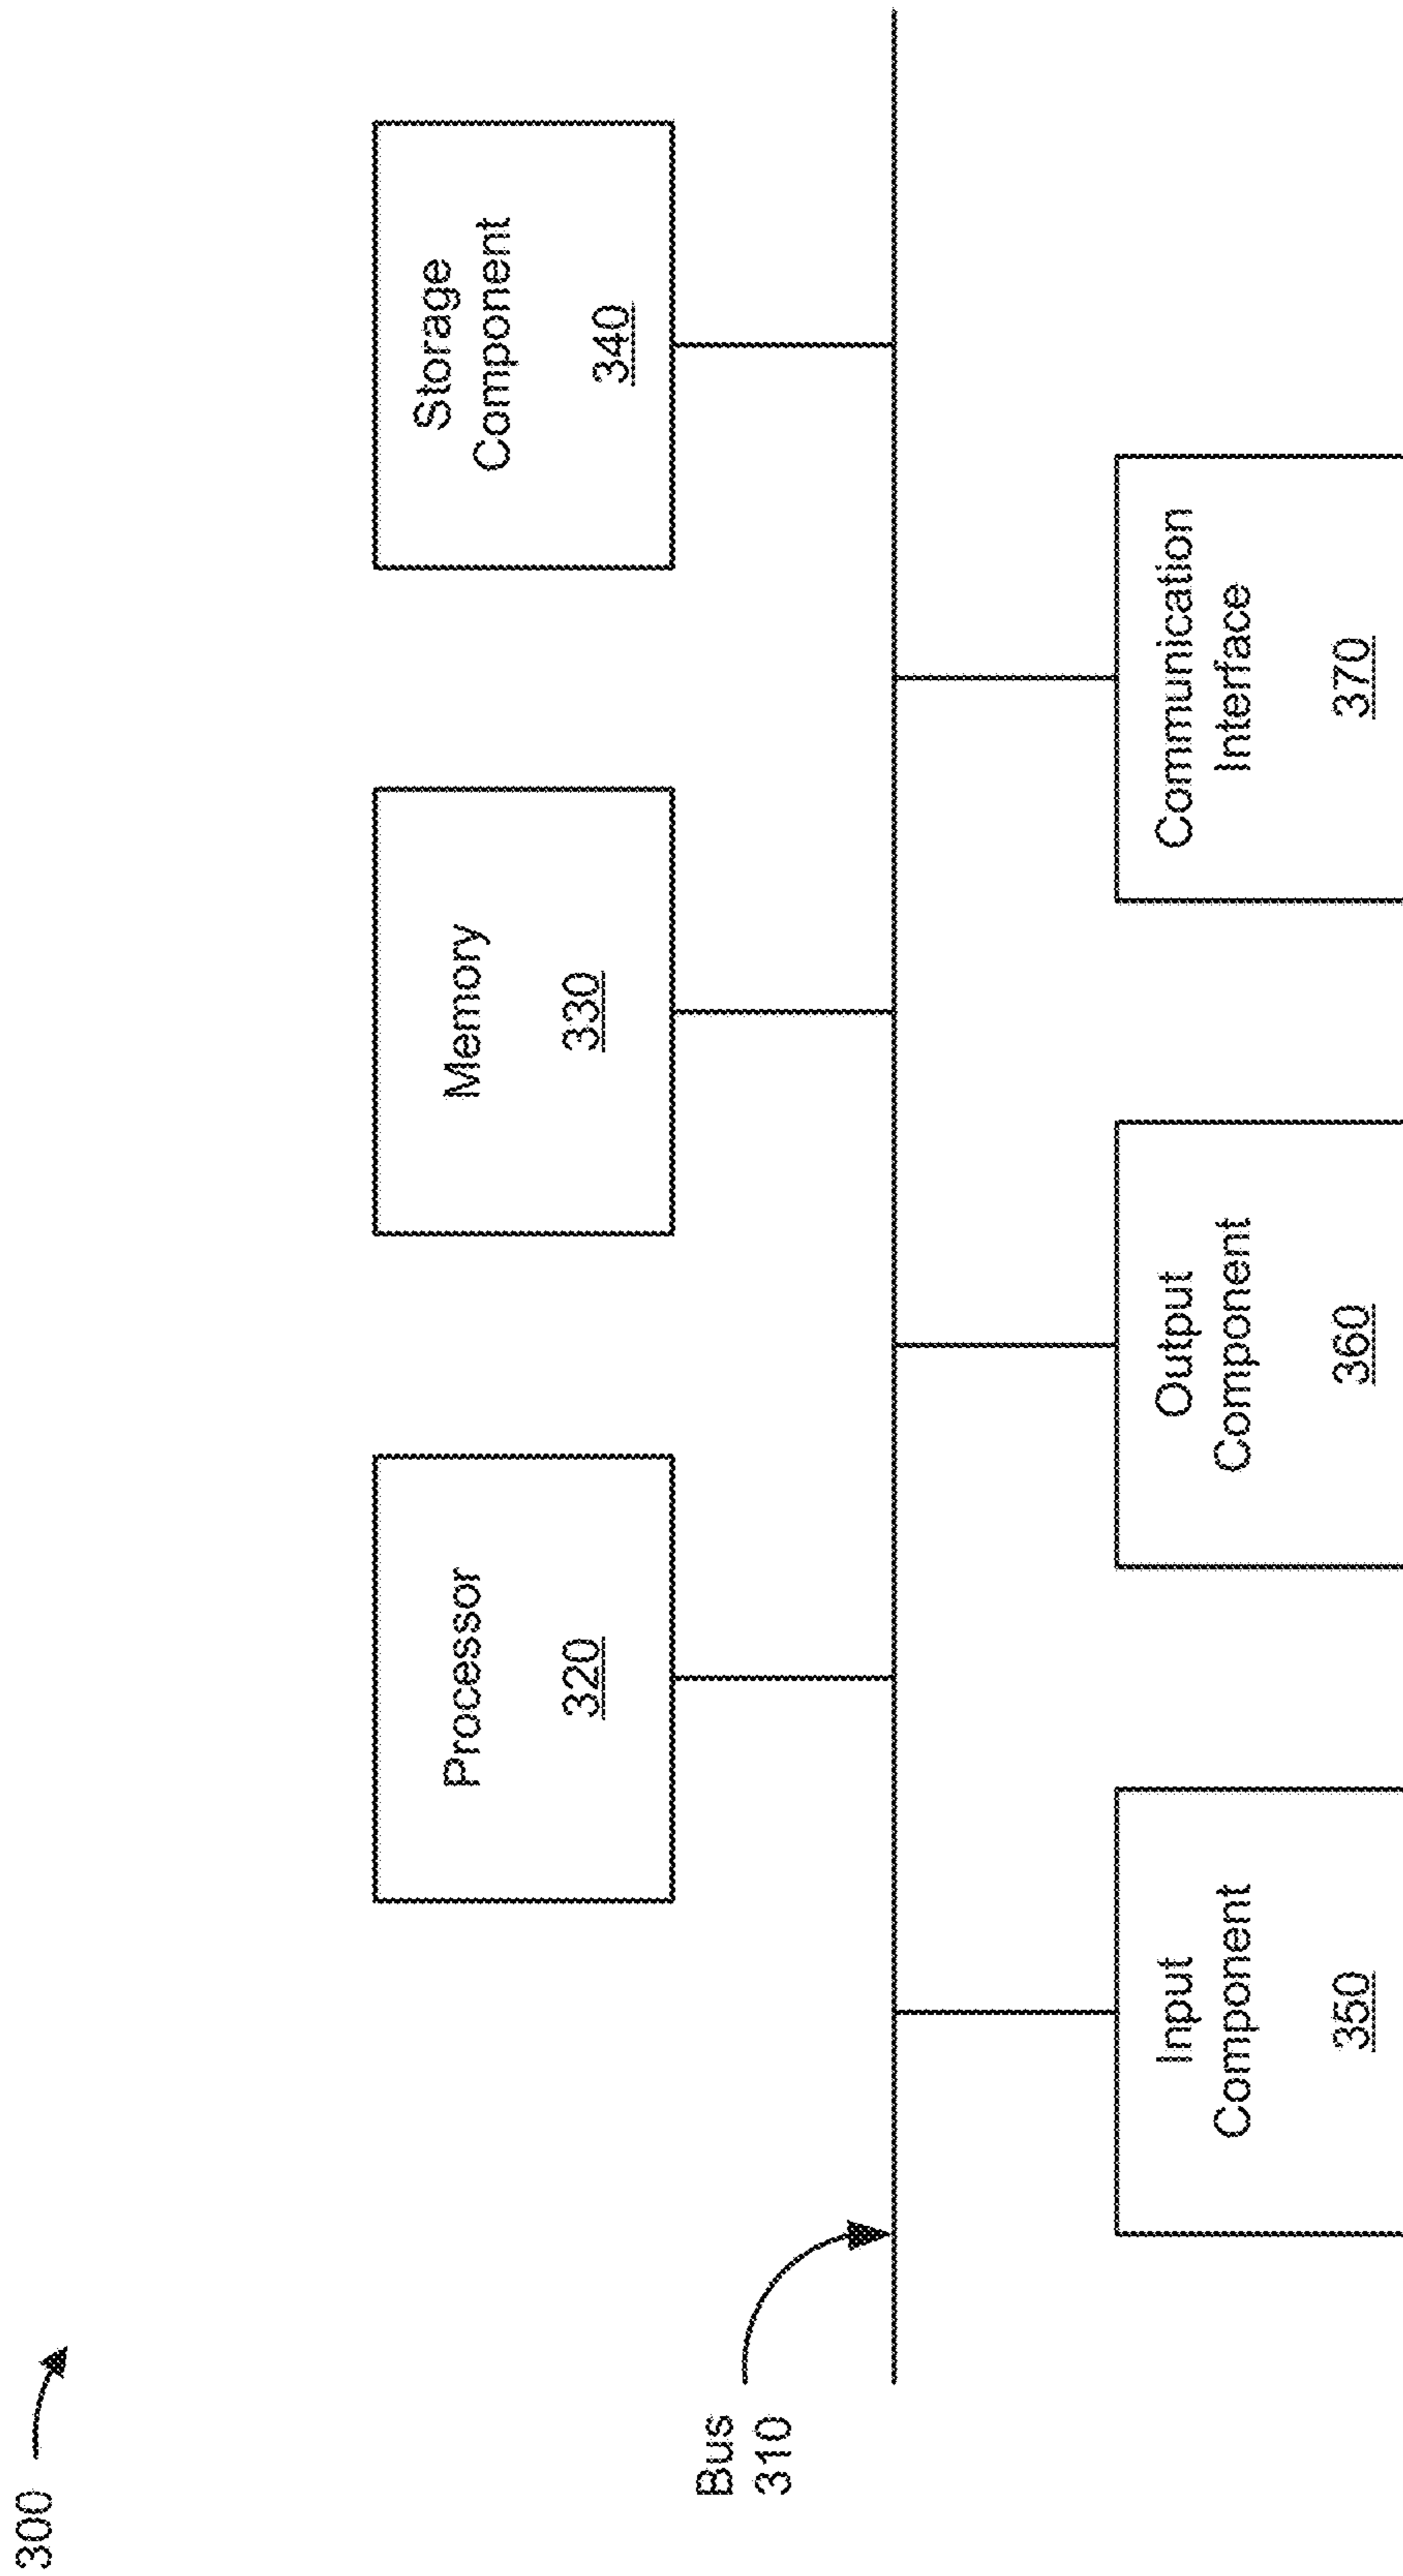 300
Processor
320
Memory
330
Storage
Component
340
Bus
310
Input
Component
350
Output
Component
360
Communication
Interface
370